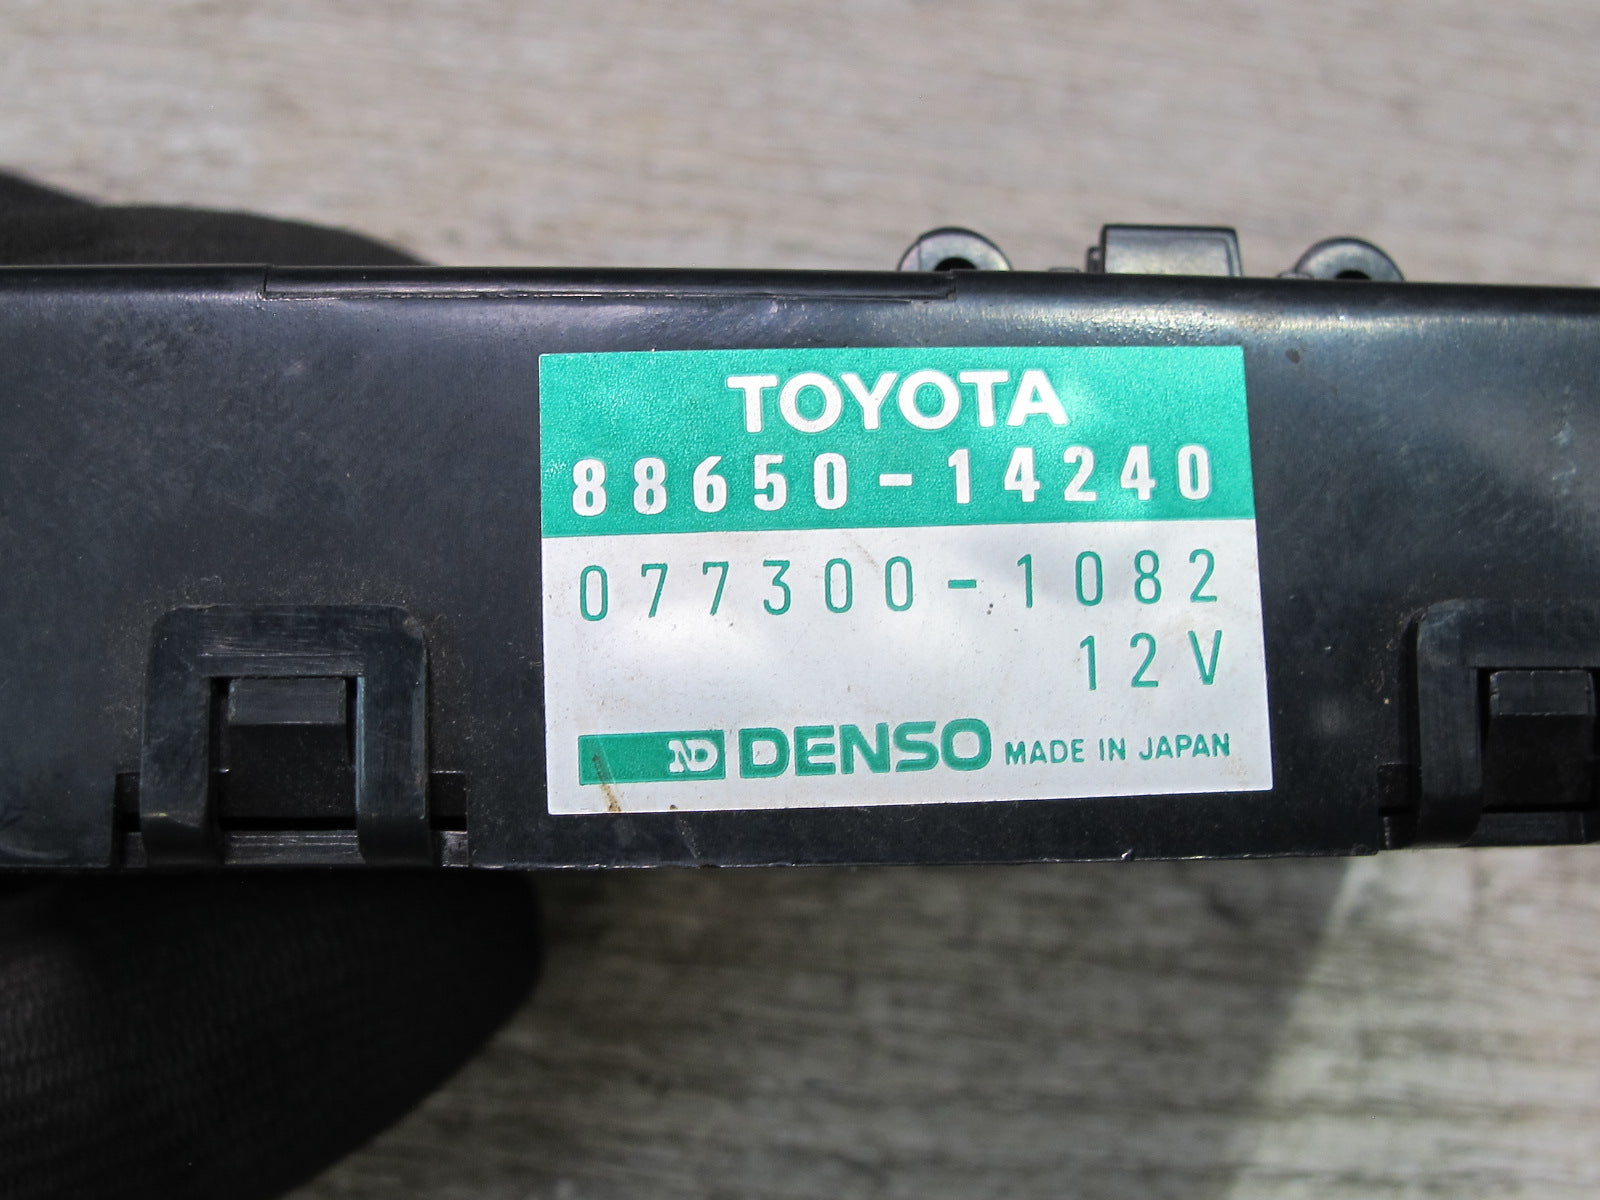 TOYOTA
88650-14240
077300-1082
12V
ND DENSO MADE IN JAPAN